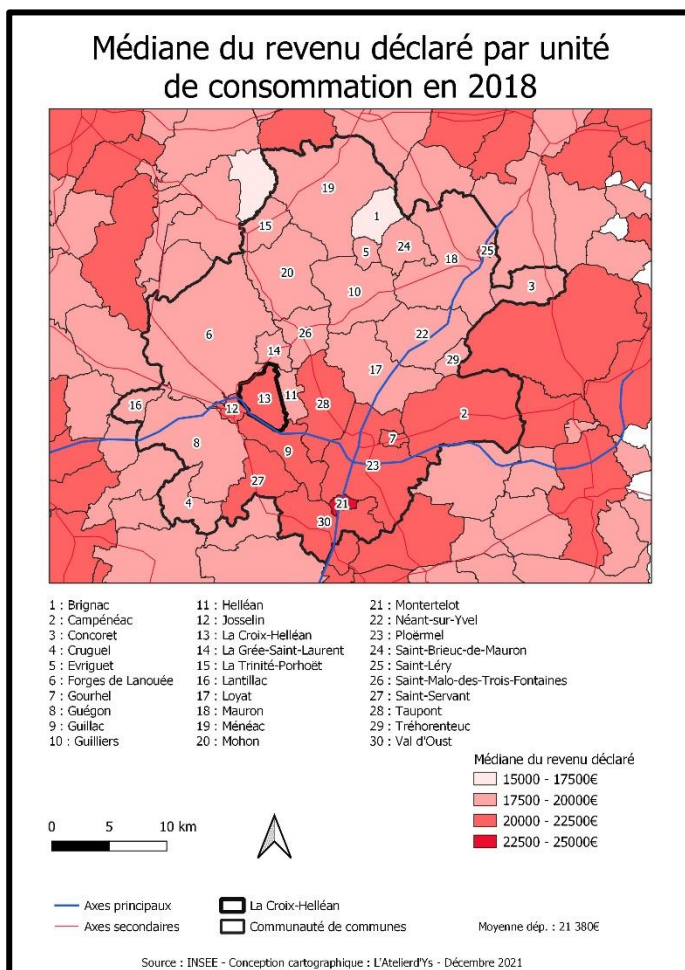 Médiane du revenu déclaré par unité
de consommation en 2018
19
1
15
5
24
25
18
20
10
3
6
26
22
14
17
29
13
11
28
16
12
2
7
8
9
23
27
4
21
30
1 : Brignac
2 : Campénéac
3 : Concoret
4 : Cruguel
5 : Evriguet
6 : Forges de Lanouée
7 : Gourhel
8 : Guégon
9 : Guillac
10 : Guilliers
11 : Helléan
12 : Josselin
13 : La Croix-Helléan
14 : La Grée-Saint-Laurent
15 : La Trinité-Porhoët
16 : Lantillac
17 : Loyat
18 : Mauron
19 : Ménéac
20 : Mohon
21 : Montertelot
22 : Néant-sur-Yvel
23 : Ploërmel
24 : Saint-Brieuc-de-Mauron
25 : Saint-Léry
26 : Saint-Malo-des-Trois-Fontaines
27 : Saint-Servant
28 : Taupont
29 : Tréhorenteuc
30 : Val d'Oust
Médiane du revenu déclaré
15000 - 17500€
17500 - 20000€
20000 - 22500€
22500 - 25000€
0 5 10 km
Axes principaux
Axes secondaires
La Croix-Helléan
Communauté de communes
Moyenne dép. : 21 380€
Source : INSEE - Conception cartographique : L'Atelierd'Ys - Décembre 2021